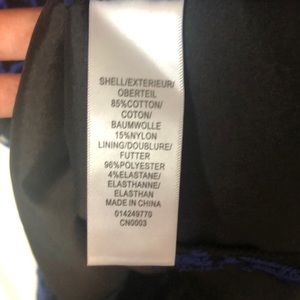 SHELL/EXTERIEUR/
OBERTEIL
85%COTTON/
COTON/
BAUMWOLLE
15%NYLON
LINING/DOUBLURE/
FUTTER
96%POLYESTER
4%ELASTANE/
ELASTHANNE/
ELASTHAN
MADE IN CHINA
014249770
CN0003